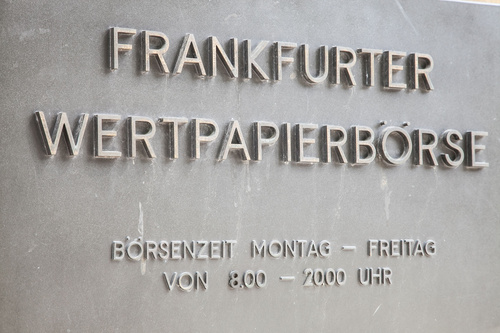 FRANKFURTER
WERTPAPIERBÖRSE
BÖRSENZEIT MONTAG – FREITAG
VON 8.00 – 20.00 UHR